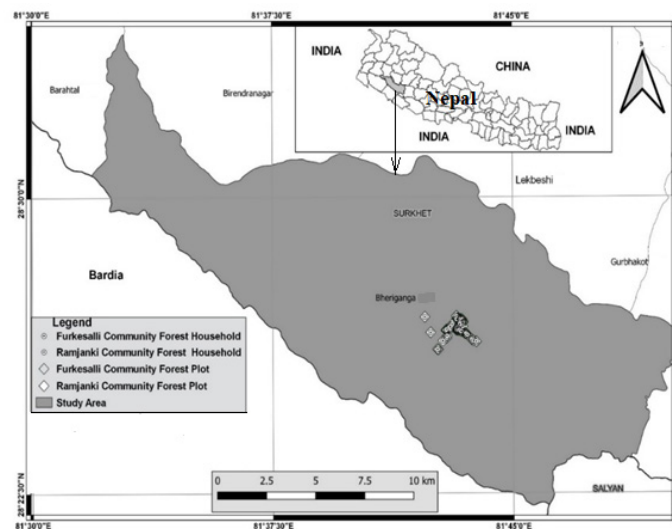 81°30'0"E 81°37'30"E 81°45'0"E
INDIA
CHINA
Nepal
INDIA
INDIA
Barahtal
Birendranagar
Lekbeshi
28°30'0"N
SURKHET
Gurbhakot
Bardia
Bheriganga
Legend
Furkesalli Community Forest Household
Ramjanki Community Forest Household
Furkesalli Community Forest Plot
Ramjanki Community Forest Plot
Study Area
0 2.5 5 7.5 10 km
SALYAN
28°22'30"N
81°30'0"E 81°37'30"E 81°45'0"E